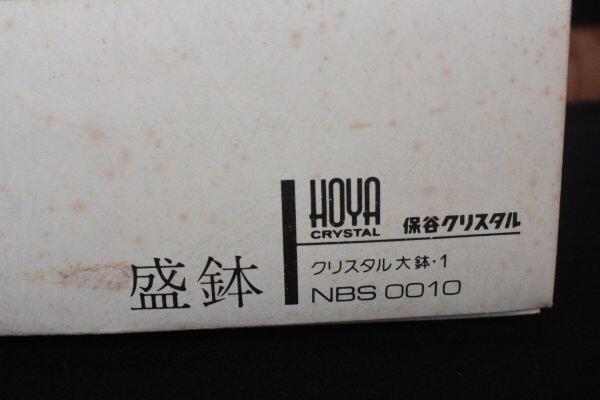 盛鉢
HOYA
CRYSTAL
保谷クリスタル
クリスタル大鉢・1
NBS 0010